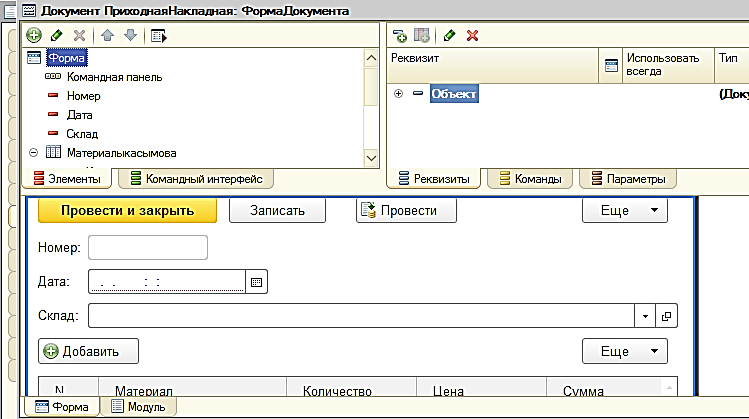 Документ ПриходнаяНакладная: ФормаДокумента
Форма
Командная панель
Номер
Дата
Склад
Материалыкасымова
Элементы
Командный интерфейс
Реквизит
Использовать всегда
Тип
Объект
(Доку
Реквизиты
Команды
Параметры
Провести и закрыть
Записать
Провести
Еще
Номер:
Дата:
Склад:
Добавить
Еще
N
Материал
Количество
Цена
Сумма
Форма
Модуль